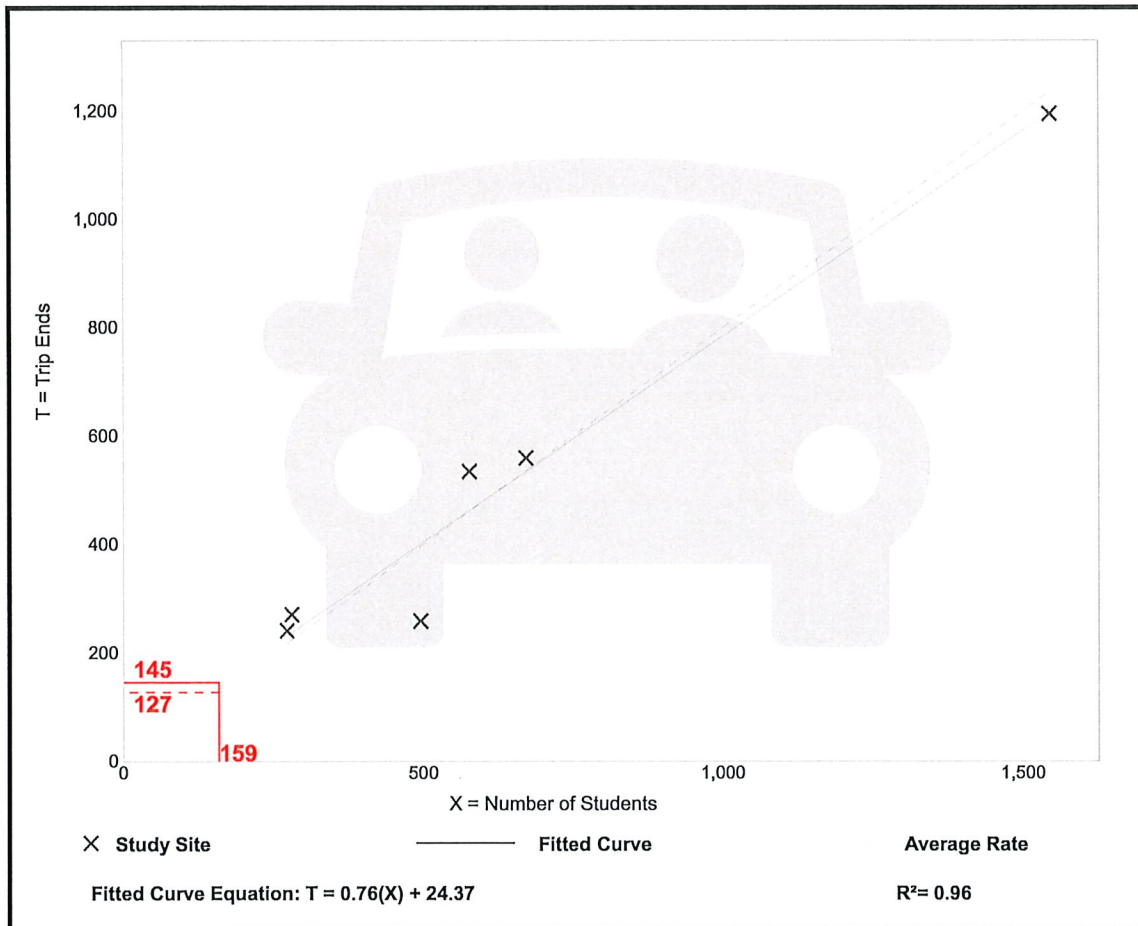 1,200
1,000
800
600
400
200
0
T = Trip Ends
145
127
159
0 500 1,000 1,500
X = Number of Students
Study Site Fitted Curve Average Rate
Fitted Curve Equation: T = 0.76(X) + 24.37 R²= 0.96